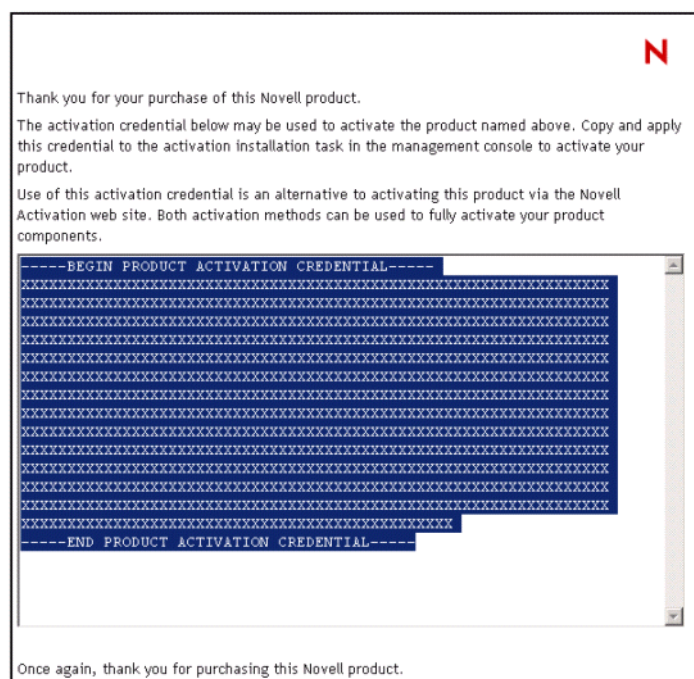 N
Thank you for your purchase of this Novell product.
The activation credential below may be used to activate the product named above. Copy and apply
this credential to the activation installation task in the management console to activate your
product.
Use of this activation credential is an alternative to activating this product via the Novell
Activation web site. Both activation methods can be used to fully activate your product
components.
-----BEGIN PRODUCT ACTIVATION CREDENTIAL-----
XXXXXXXXXXXXXXXXXXXXXXXXXXXXXXXXXXXXXXXXXXXXXXXXXXXXXXXXXXXXXXXX
XXXXXXXXXXXXXXXXXXXXXXXXXXXXXXXXXXXXXXXXXXXXXXXXXXXXXXXXXXXXXXXX
XXXXXXXXXXXXXXXXXXXXXXXXXXXXXXXXXXXXXXXXXXXXXXXXXXXXXXXXXXXXXXXX
XXXXXXXXXXXXXXXXXXXXXXXXXXXXXXXXXXXXXXXXXXXXXXXXXXXXXXXXXXXXXXXX
XXXXXXXXXXXXXXXXXXXXXXXXXXXXXXXXXXXXXXXXXXXXXXXXXXXXXXXXXXXXXXXX
XXXXXXXXXXXXXXXXXXXXXXXXXXXXXXXXXXXXXXXXXXXXXXXXXXXXXXXXXXXXXXXX
XXXXXXXXXXXXXXXXXXXXXXXXXXXXXXXXXXXXXXXXXXXXXXXXXXXXXXXXXXXXXXXX
XXXXXXXXXXXXXXXXXXXXXXXXXXXXXXXXXXXXXXXXXXXXXXXXXXXXXXXXXXXXXXXX
XXXXXXXXXXXXXXXXXXXXXXXXXXXXXXXXXXXXXXXXXXXXXXXXXXXXXXXXXXXXXXXX
XXXXXXXXXXXXXXXXXXXXXXXXXXXXXXXXXXXXXXXXXXXXXXXXXXXXXXXXXXXXXXXX
XXXXXXXXXXXXXXXXXXXXXXXXXXXXXXXXXXXXXXXXXXXXXXXXXXXXXXXXXXXXXXXX
XXXXXXXXXXXXXXXXXXXXXXXXXXXXXXXXXXXXXXXXXXXXXXXXXXXXXXXXXXXXXXXX
XXXXXXXXXXXXXXXXXXXXXXXXXXXXXXXXXXXXXXXXXXXXXXXXXXXXXXXXXXXXXXXX
XXXXXXXXXXXXXXXXXXXXXXXXXXXXXXXXXXXXXXXXXXXXXXX
-----END PRODUCT ACTIVATION CREDENTIAL-----
Once again, thank you for purchasing this Novell product.